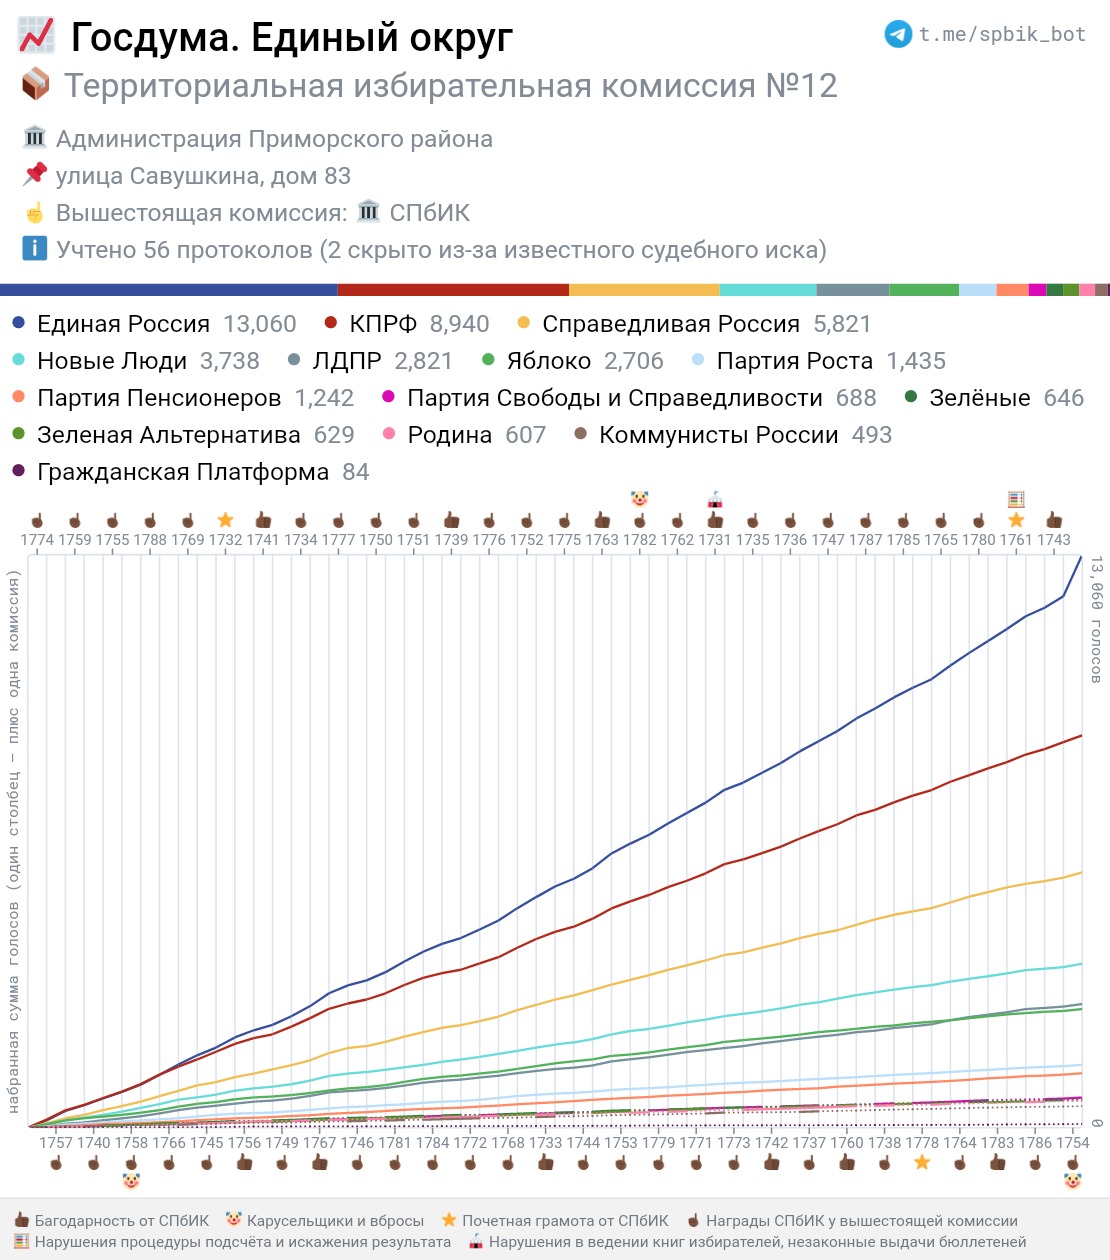 Госдума. Единый округ
t.me/spbik_bot
Территориальная избирательная комиссия №12
Администрация Приморского района
улица Савушкина, дом 83
Вышестоящая комиссия: СПбИК
Учтено 56 протоколов (2 скрыто из-за известного судебного иска)
Единая Россия 13,060 КПРФ 8,940 Справедливая Россия 5,821
Новые Люди 3,738 ЛДПР 2,821 Яблоко 2,706 Партия Роста 1,435
Партия Пенсионеров 1,242 Партия Свободы и Справедливости 688 Зелёные 646
Зеленая Альтернатива 629 Родина 607 Коммунисты России 493
Гражданская Платформа 84
1774 1759 1755 1788 1769 1732 1741 1734 1777 1750 1751 1739 1776 1752 1775 1763 1782 1762 1731 1735 1736 1747 1787 1785 1765 1780 1761 1743
набранная сумма голосов (один столбец — плюс одна комиссия)
13,060 голосов
0
1757 1740 1758 1766 1745 1756 1749 1767 1746 1781 1784 1772 1768 1733 1744 1753 1779 1771 1773 1742 1737 1760 1738 1778 1764 1783 1786 1754
Багодарность от СПбИК Карусельщики и вбросы Почетная грамота от СПбИК Награды СПбИК у вышестоящей комиссии
Нарушения процедуры подсчёта и искажения результата Нарушения в ведении книг избирателей, незаконные выдачи бюллетеней